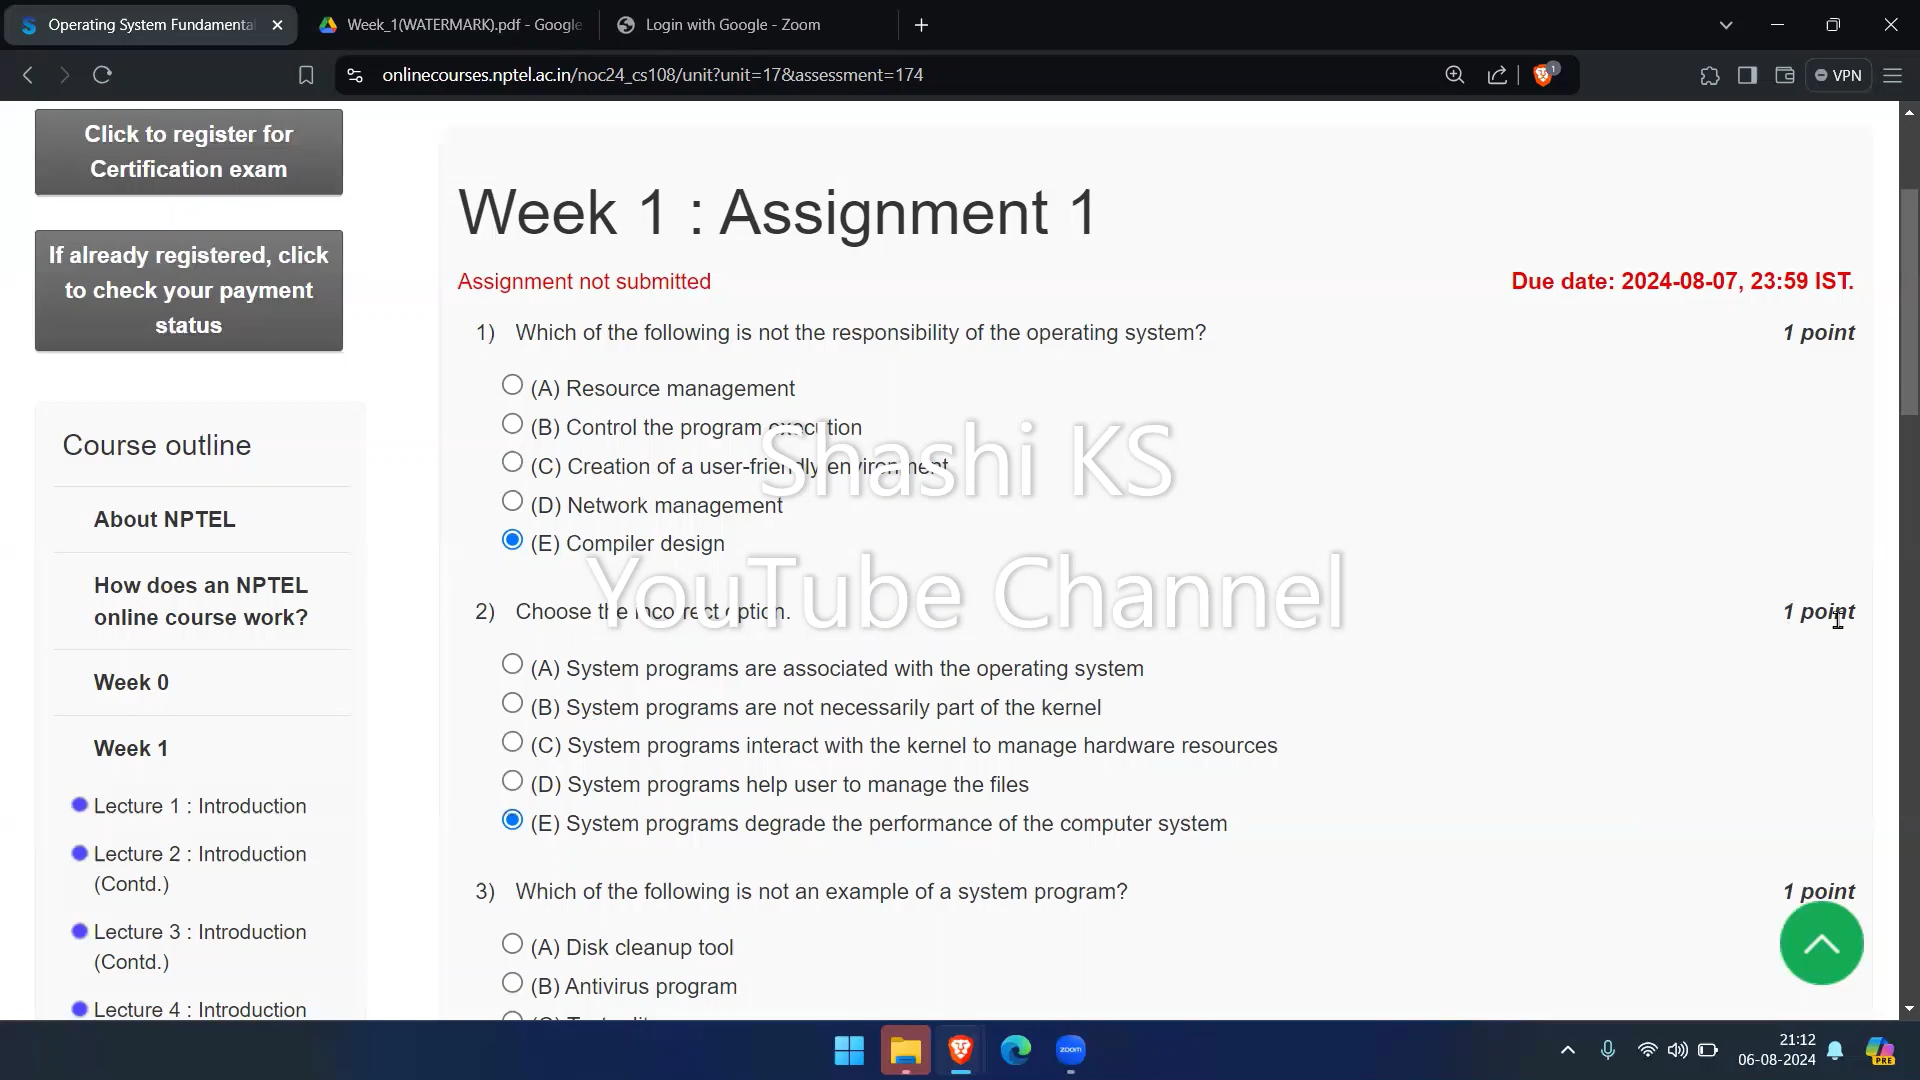 Operating System Fundamenta
Week_1(WATERMARK).pdf - Google
Login with Google - Zoom
onlinecourses.nptel.ac.in/noc24_cs108/unit?unit=17&assessment=174
1
VPN
Click to register for
Certification exam
If already registered, click
to check your payment
status
Course outline
About NPTEL
How does an NPTEL
online course work?
Week 0
Week 1
Lecture 1 : Introduction
Lecture 2 : Introduction
(Contd.)
Lecture 3 : Introduction
(Contd.)
Lecture 4 : Introduction
Week 1 : Assignment 1
Assignment not submitted
Due date: 2024-08-07, 23:59 IST.
1) Which of the following is not the responsibility of the operating system?
1 point
(A) Resource management
(B) Control the program execution
(C) Creation of a user-friendly environment
(D) Network management
(E) Compiler design
Shashi KS
YouTube Channel
2) Choose the incorrect option.
1 point
(A) System programs are associated with the operating system
(B) System programs are not necessarily part of the kernel
(C) System programs interact with the kernel to manage hardware resources
(D) System programs help user to manage the files
(E) System programs degrade the performance of the computer system
3) Which of the following is not an example of a system program?
1 point
(A) Disk cleanup tool
(B) Antivirus program
zoom
21:12
06-08-2024
PRE